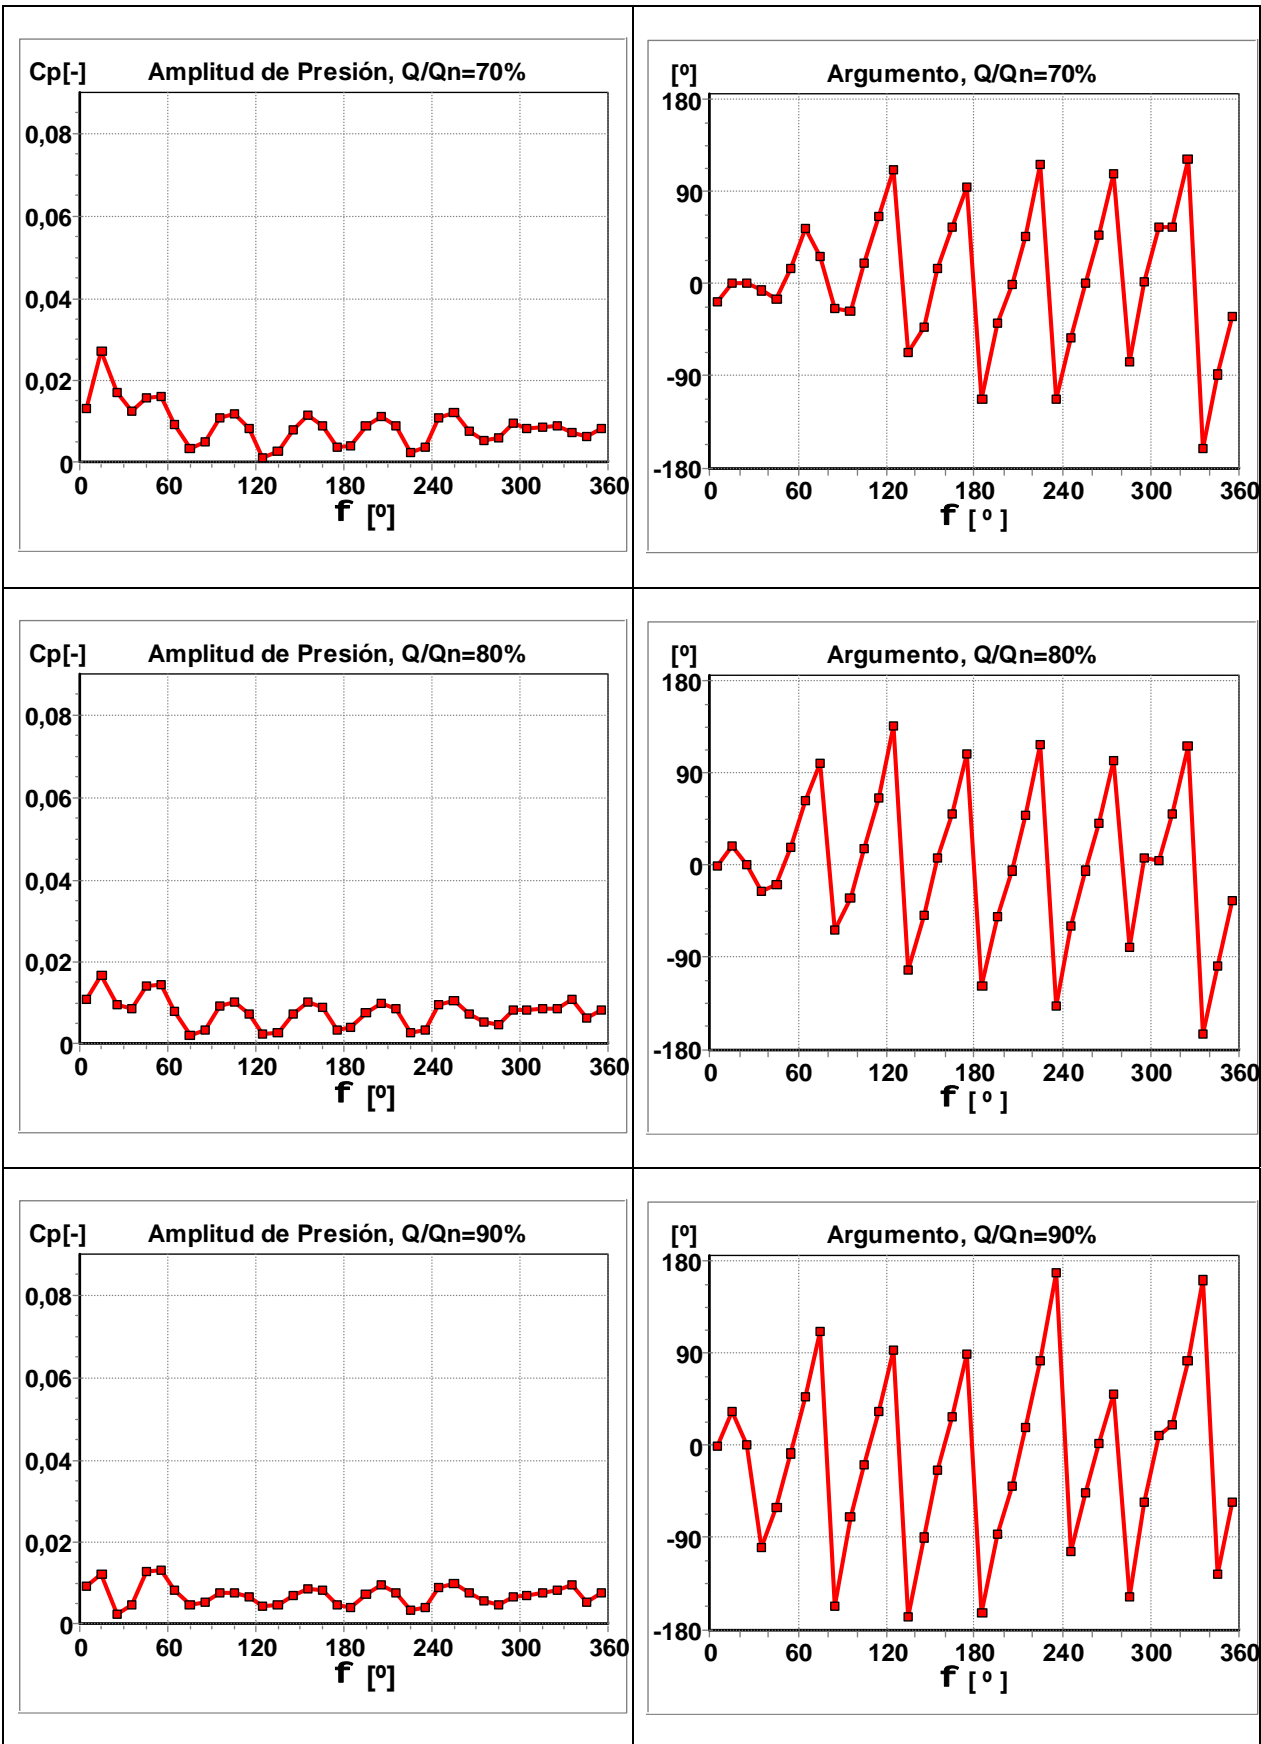 Cp[-] Amplitud de Presión, Q/Qn=70%
0,08
0,06
0,04
0,02
0
0 60 120 180 240 300 360
f [º]
[º] Argumento, Q/Qn=70%
180
90
0
-90
-180
0 60 120 180 240 300 360
f [ º ]
Cp[-] Amplitud de Presión, Q/Qn=80%
0,08
0,06
0,04
0,02
0
0 60 120 180 240 300 360
f [º]
[º] Argumento, Q/Qn=80%
180
90
0
-90
-180
0 60 120 180 240 300 360
f [ º ]
Cp[-] Amplitud de Presión, Q/Qn=90%
0,08
0,06
0,04
0,02
0
0 60 120 180 240 300 360
f [º]
[º] Argumento, Q/Qn=90%
180
90
0
-90
-180
0 60 120 180 240 300 360
f [ º ]